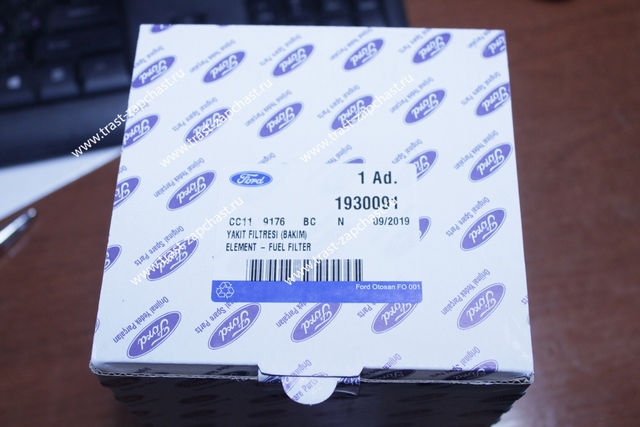 Ford
1 Ad.
1930091
CC11 9176 BC N 09/2019
YAKIT FILTRESI (BAKIM)
ELEMENT - FUEL FILTER
Ford Otosan FO 001
Orijinal Yedek Parçaları
Original Spare Parts
www.trast-zapchast.ru